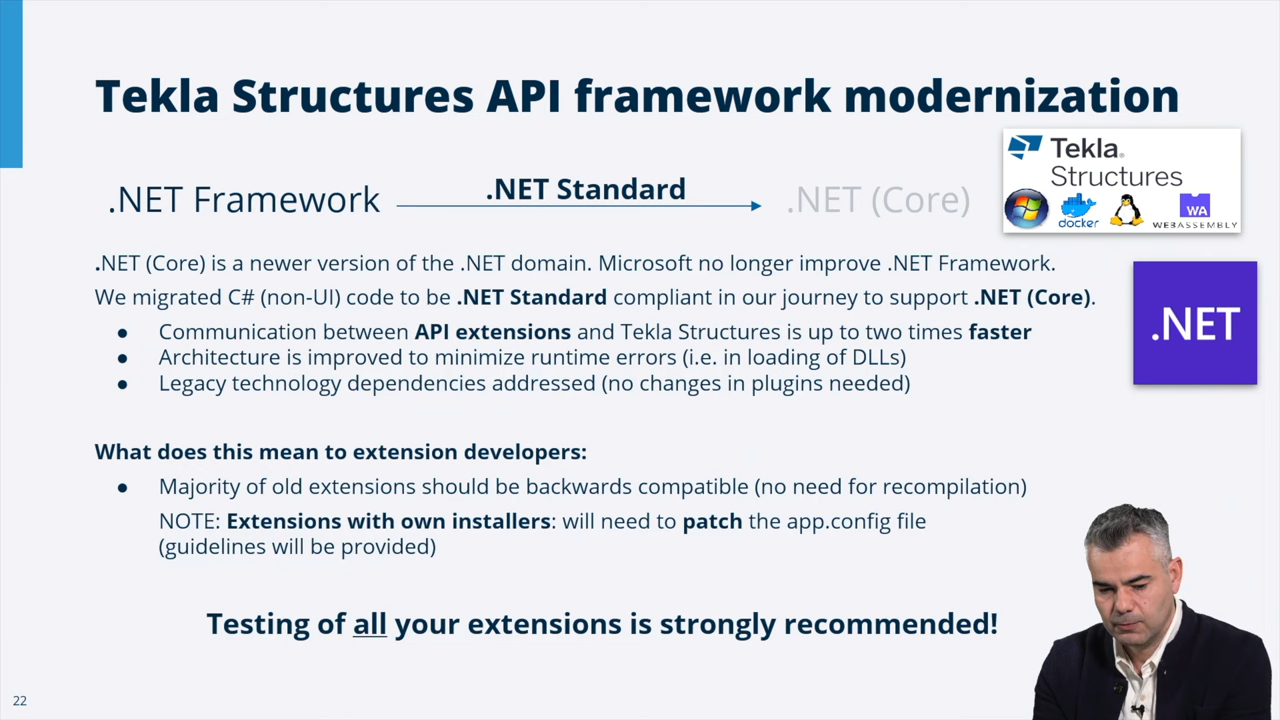 Tekla Structures API framework modernization
.NET Framework
.NET Standard
.NET (Core)
Tekla®
Structures
docker
WA
WEBASSEMBLY
.NET (Core) is a newer version of the .NET domain. Microsoft no longer improve .NET Framework.
We migrated C# (non-UI) code to be .NET Standard compliant in our journey to support .NET (Core).
● Communication between API extensions and Tekla Structures is up to two times faster
● Architecture is improved to minimize runtime errors (i.e. in loading of DLLs)
● Legacy technology dependencies addressed (no changes in plugins needed)
.NET
What does this mean to extension developers:
● Majority of old extensions should be backwards compatible (no need for recompilation)
NOTE: Extensions with own installers: will need to patch the app.config file
(guidelines will be provided)
Testing of all your extensions is strongly recommended!
22